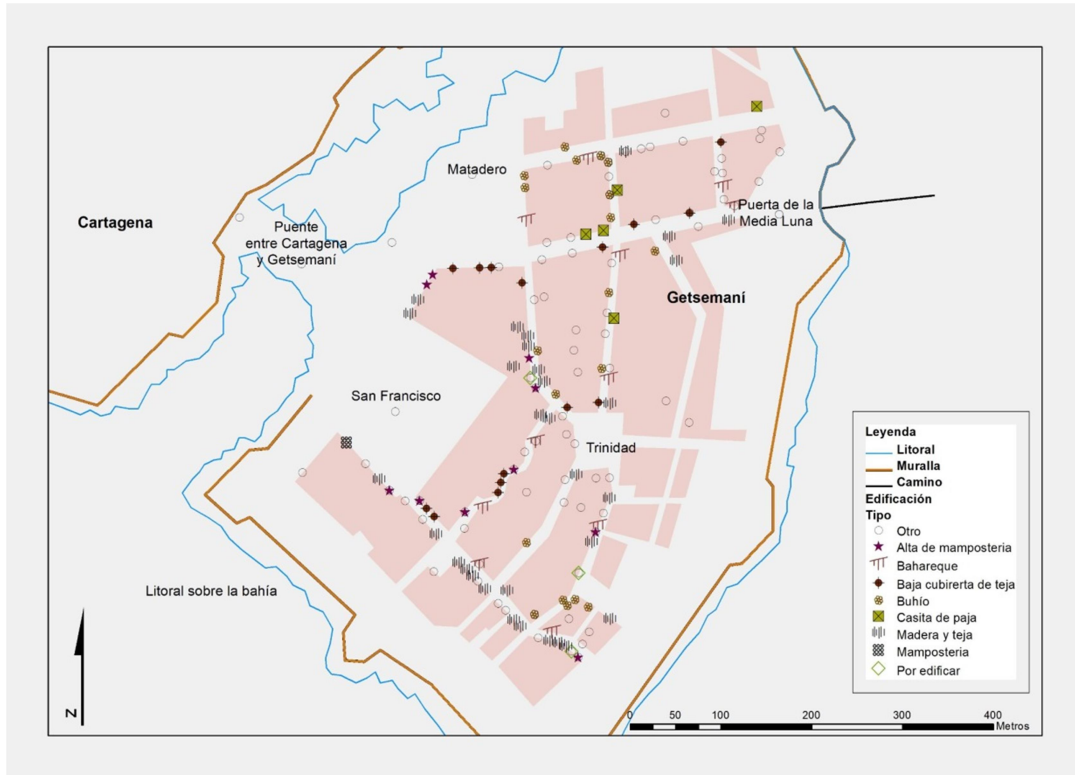 Matadero
Cartagena
Puente
entre Cartagena
y Getsemaní
Puerta de la
Media Luna
Getsemaní
San Francisco
Trinidad
Litoral sobre la bahía
N
Leyenda
Litoral
Muralla
Camino
Edificación
Tipo
Otro
Alta de mamposteria
Bahareque
Baja cubirerta de teja
Buhío
Casita de paja
Madera y teja
Mamposteria
Por edificar
0 50 100 200 300 400
Metros